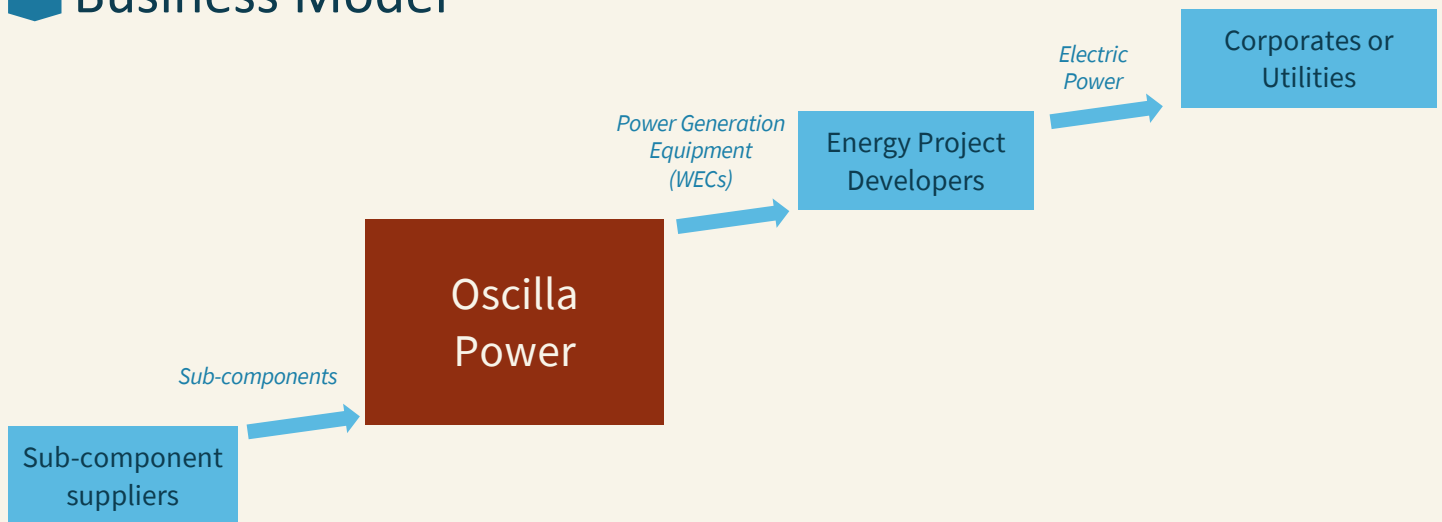 Business Model
Corporates or
Utilities
Electric
Power
Power Generation
Equipment
(WECs)
Energy Project
Developers
Oscilla
Power
Sub-components
Sub-component
suppliers